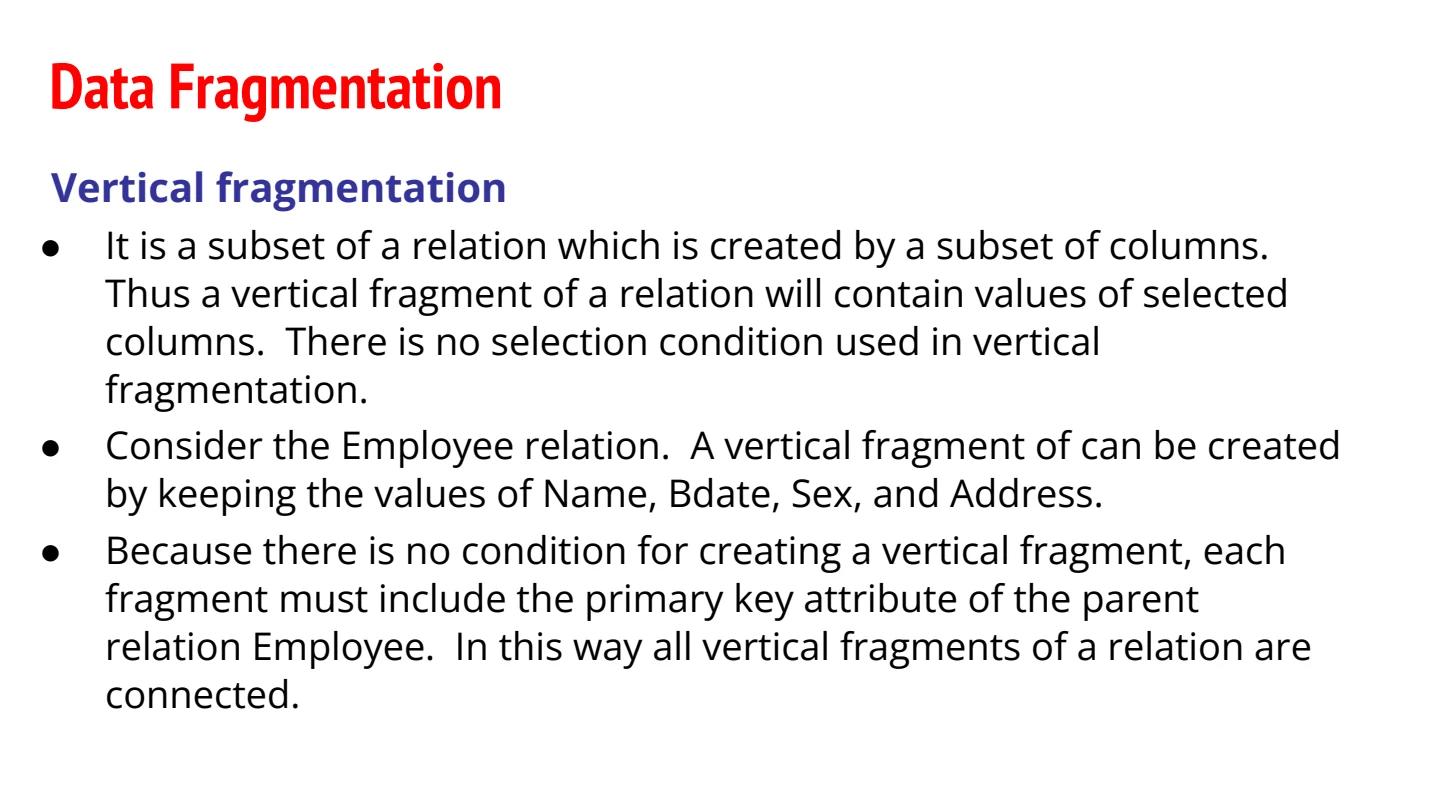 Data Fragmentation
Vertical fragmentation
● It is a subset of a relation which is created by a subset of columns.
Thus a vertical fragment of a relation will contain values of selected
columns.  There is no selection condition used in vertical
fragmentation.
● Consider the Employee relation.  A vertical fragment of can be created
by keeping the values of Name, Bdate, Sex, and Address.
● Because there is no condition for creating a vertical fragment, each
fragment must include the primary key attribute of the parent
relation Employee.  In this way all vertical fragments of a relation are
connected.